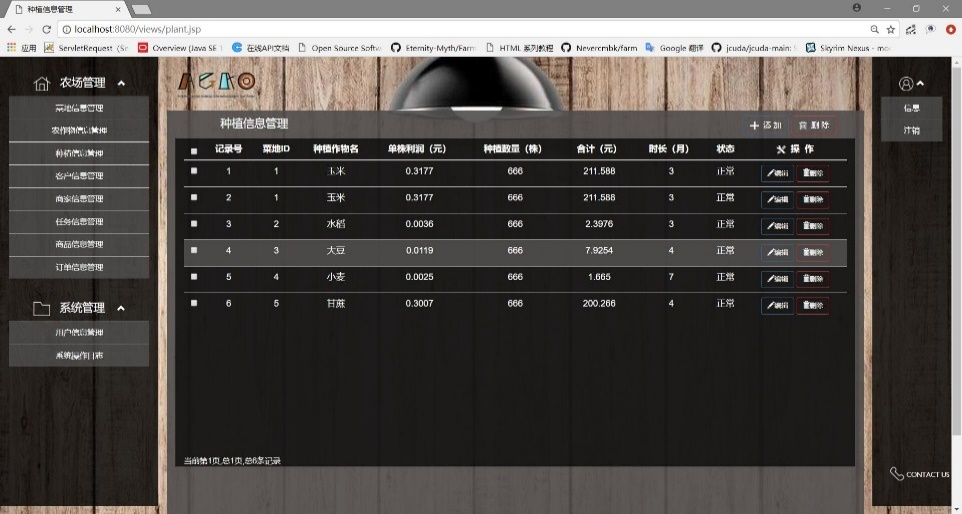 种植信息管理
localhost:8080/views/plant.jsp
应用 ServletRequest (Se Overview (Java SE 在线API文档 Open Source Softw Eternity-Myth/Farm HTML 系列教程 Nevercmbk/farm Google 翻译 jcuda/jcuda-main: Skyrim Nexus - mod
农场管理
菜地信息管理
农作物信息管理
种植信息管理
客户信息管理
商家信息管理
任务信息管理
商品信息管理
订单信息管理
系统管理
用户信息管理
系统操作日志
种植信息管理
添加 删除
记录号 菜地ID 种植作物名 单株利润（元） 种植数量（株） 合计（元） 时长（月） 状态 操作
1 1 玉米 0.3177 666 211.588 3 正常 编辑 删除
2 1 玉米 0.3177 666 211.588 3 正常 编辑 删除
3 2 水稻 0.0036 666 2.3976 3 正常 编辑 删除
4 3 大豆 0.0119 666 7.9254 4 正常 编辑 删除
5 4 小麦 0.0025 666 1.665 7 正常 编辑 删除
6 5 甘蔗 0.3007 666 200.266 4 正常 编辑 删除
当前第1页,总1页,总6条记录
信息
注销
CONTACT US